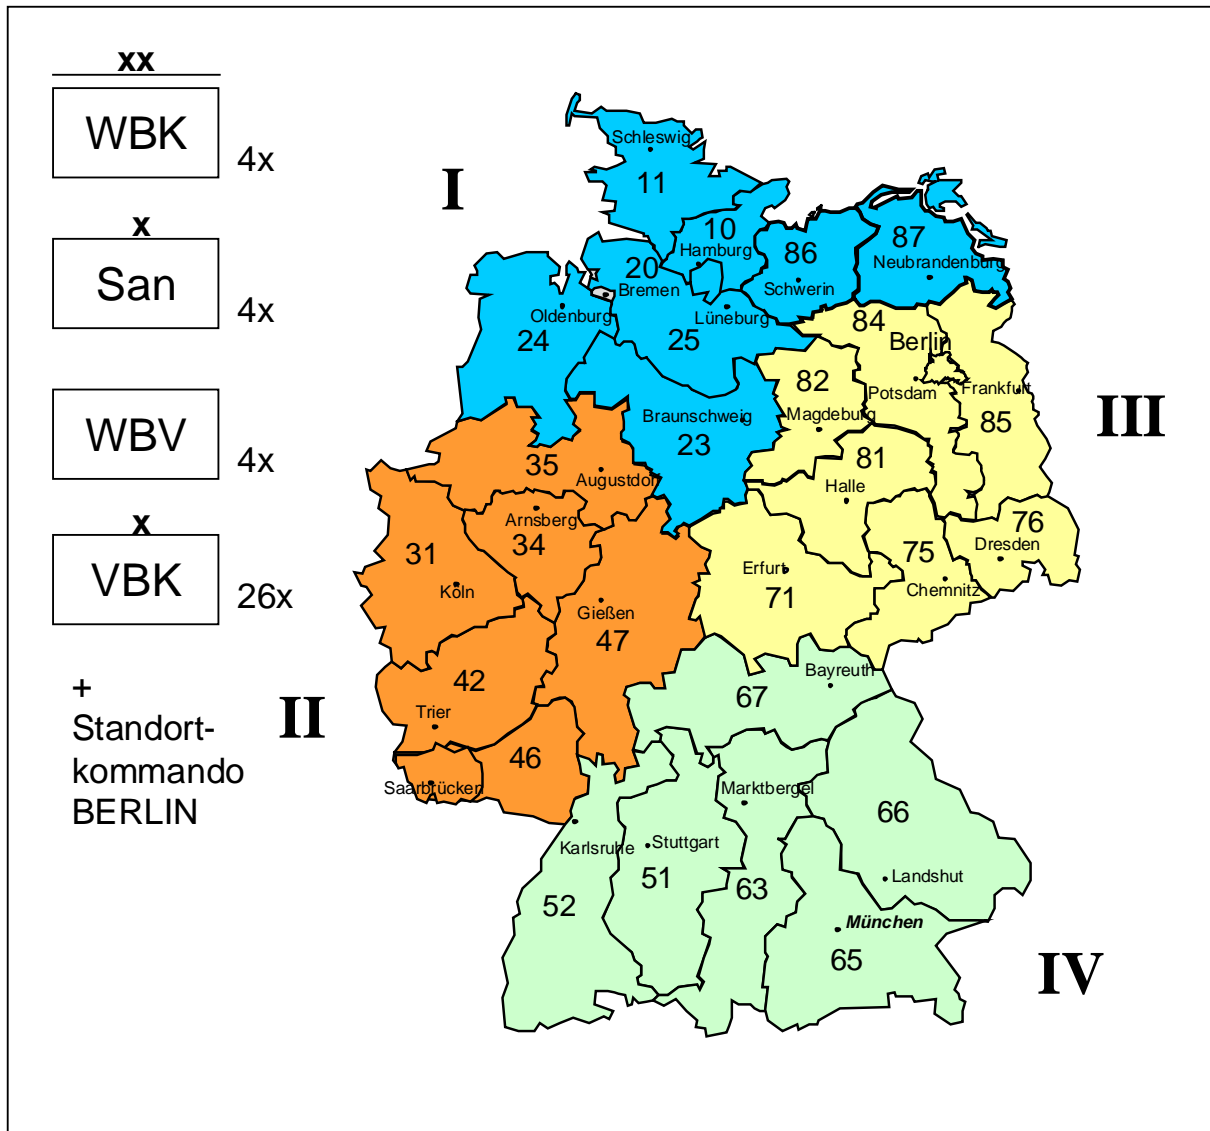 xx
WBK
4x
x
San
4x
WBV
4x
x
VBK
26x
+
Standort-
kommando
BERLIN
I
II
III
IV
Schleswig
11
10
Hamburg
86
Schwerin
87
Neubrandenburg
20
Bremen
Oldenburg
24
Lüneburg
25
Braunschweig
23
84
Berlin
Potsdam
82
Magdeburg
Frankfurt
85
81
Halle
76
Dresden
75
Chemnitz
Erfurt
71
35
Augustdorf
Arnsberg
34
31
Köln
Gießen
47
42
Trier
46
Saarbrücken
Bayreuth
67
Marktbergel
63
66
Landshut
Karlsruhe
52
Stuttgart
51
München
65